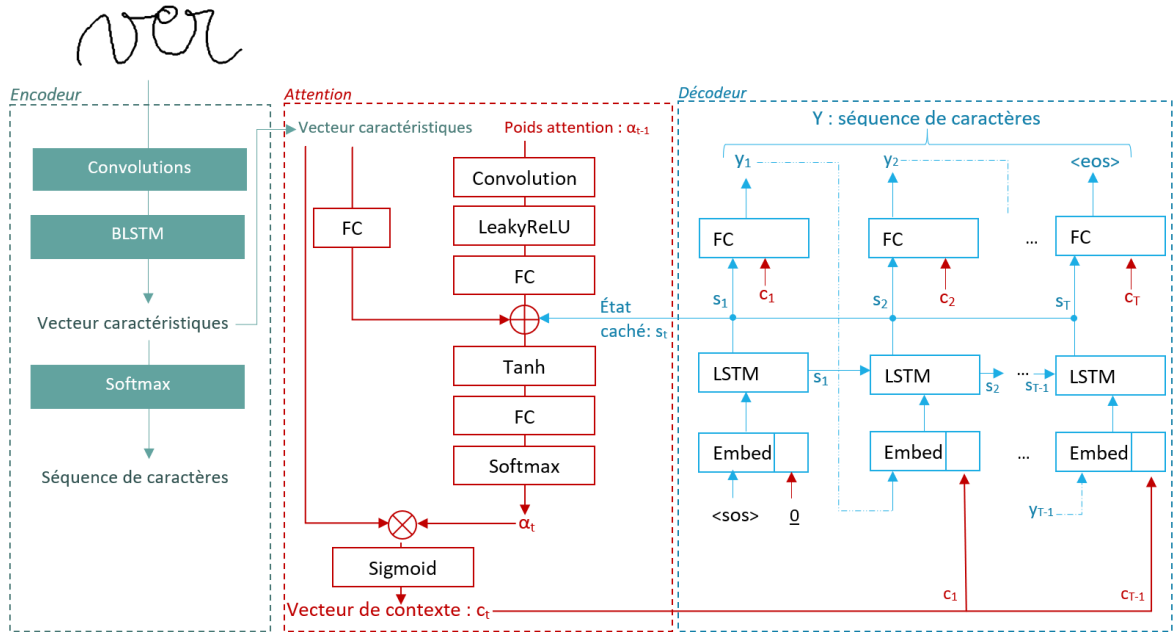 ver
Encodeur
Convolutions
BLSTM
Vecteur caractéristiques
Softmax
Séquence de caractères
Attention
Vecteur caractéristiques
Poids attention : αt-1
Convolution
LeakyReLU
FC
FC
État
caché: st
Tanh
FC
Softmax
αt
Sigmoid
Vecteur de contexte : ct
Décodeur
Y : séquence de caractères
y1
y2
<eos>
FC
FC
...
FC
s1
c1
s2
c2
sT
cT
LSTM
s1
LSTM
s2
...
sT-1
LSTM
Embed
Embed
...
Embed
<sos>
0
yT-1
c1
cT-1